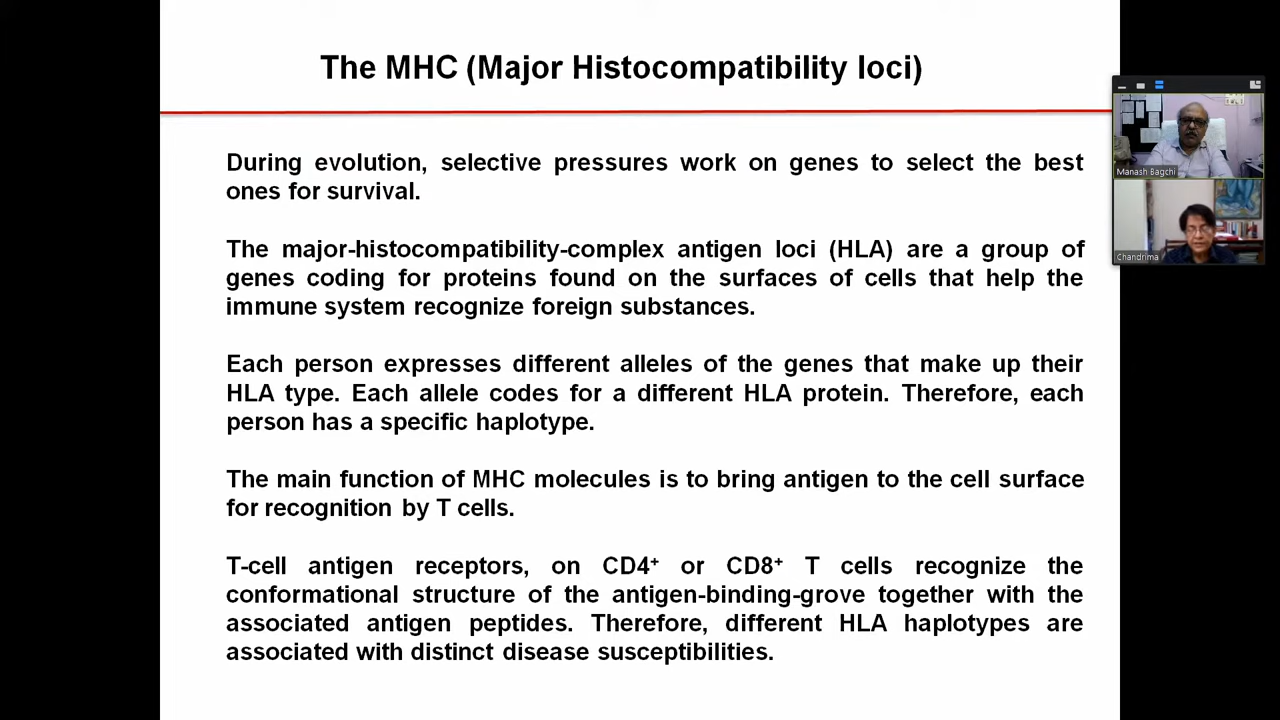 The MHC (Major Histocompatibility loci)
During evolution, selective pressures work on genes to select the best
ones for survival.
The major-histocompatibility-complex antigen loci (HLA) are a group of
genes coding for proteins found on the surfaces of cells that help the
immune system recognize foreign substances.
Each person expresses different alleles of the genes that make up their
HLA type. Each allele codes for a different HLA protein. Therefore, each
person has a specific haplotype.
The main function of MHC molecules is to bring antigen to the cell surface
for recognition by T cells.
T-cell antigen receptors, on CD4⁺ or CD8⁺ T cells recognize the
conformational structure of the antigen-binding-grove together with the
associated antigen peptides. Therefore, different HLA haplotypes are
associated with distinct disease susceptibilities.
Manash Bagchi
Chandrima